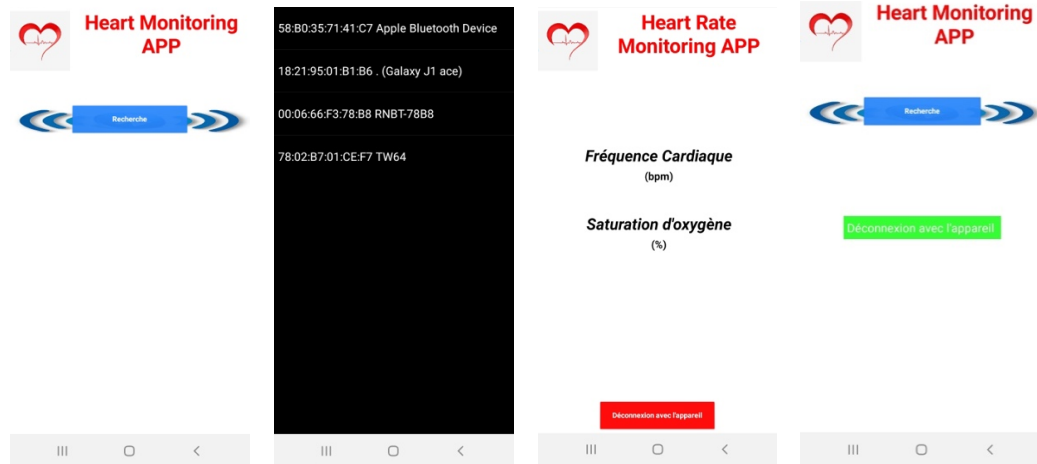 Heart Monitoring
APP
Recherche
58:B0:35:71:41:C7 Apple Bluetooth Device
18:21:95:01:B1:B6 . (Galaxy J1 ace)
00:06:66:F3:78:B8 RNBT-78B8
78:02:B7:01:CE:F7 TW64
Heart Rate
Monitoring APP
Fréquence Cardiaque
(bpm)
Saturation d'oxygène
(%)
Déconnexion avec l'appareil
Heart Monitoring
APP
Recherche
Déconnexion avec l'appareil